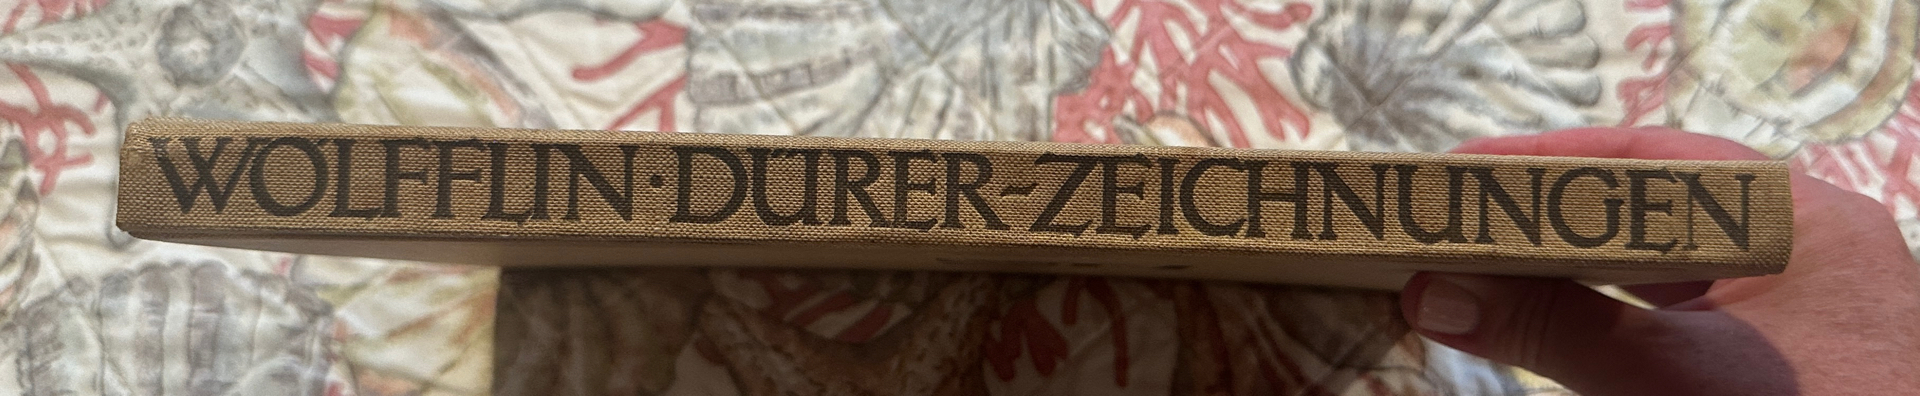 WÖLFFLIN · DÜRER-ZEICHNUNGEN